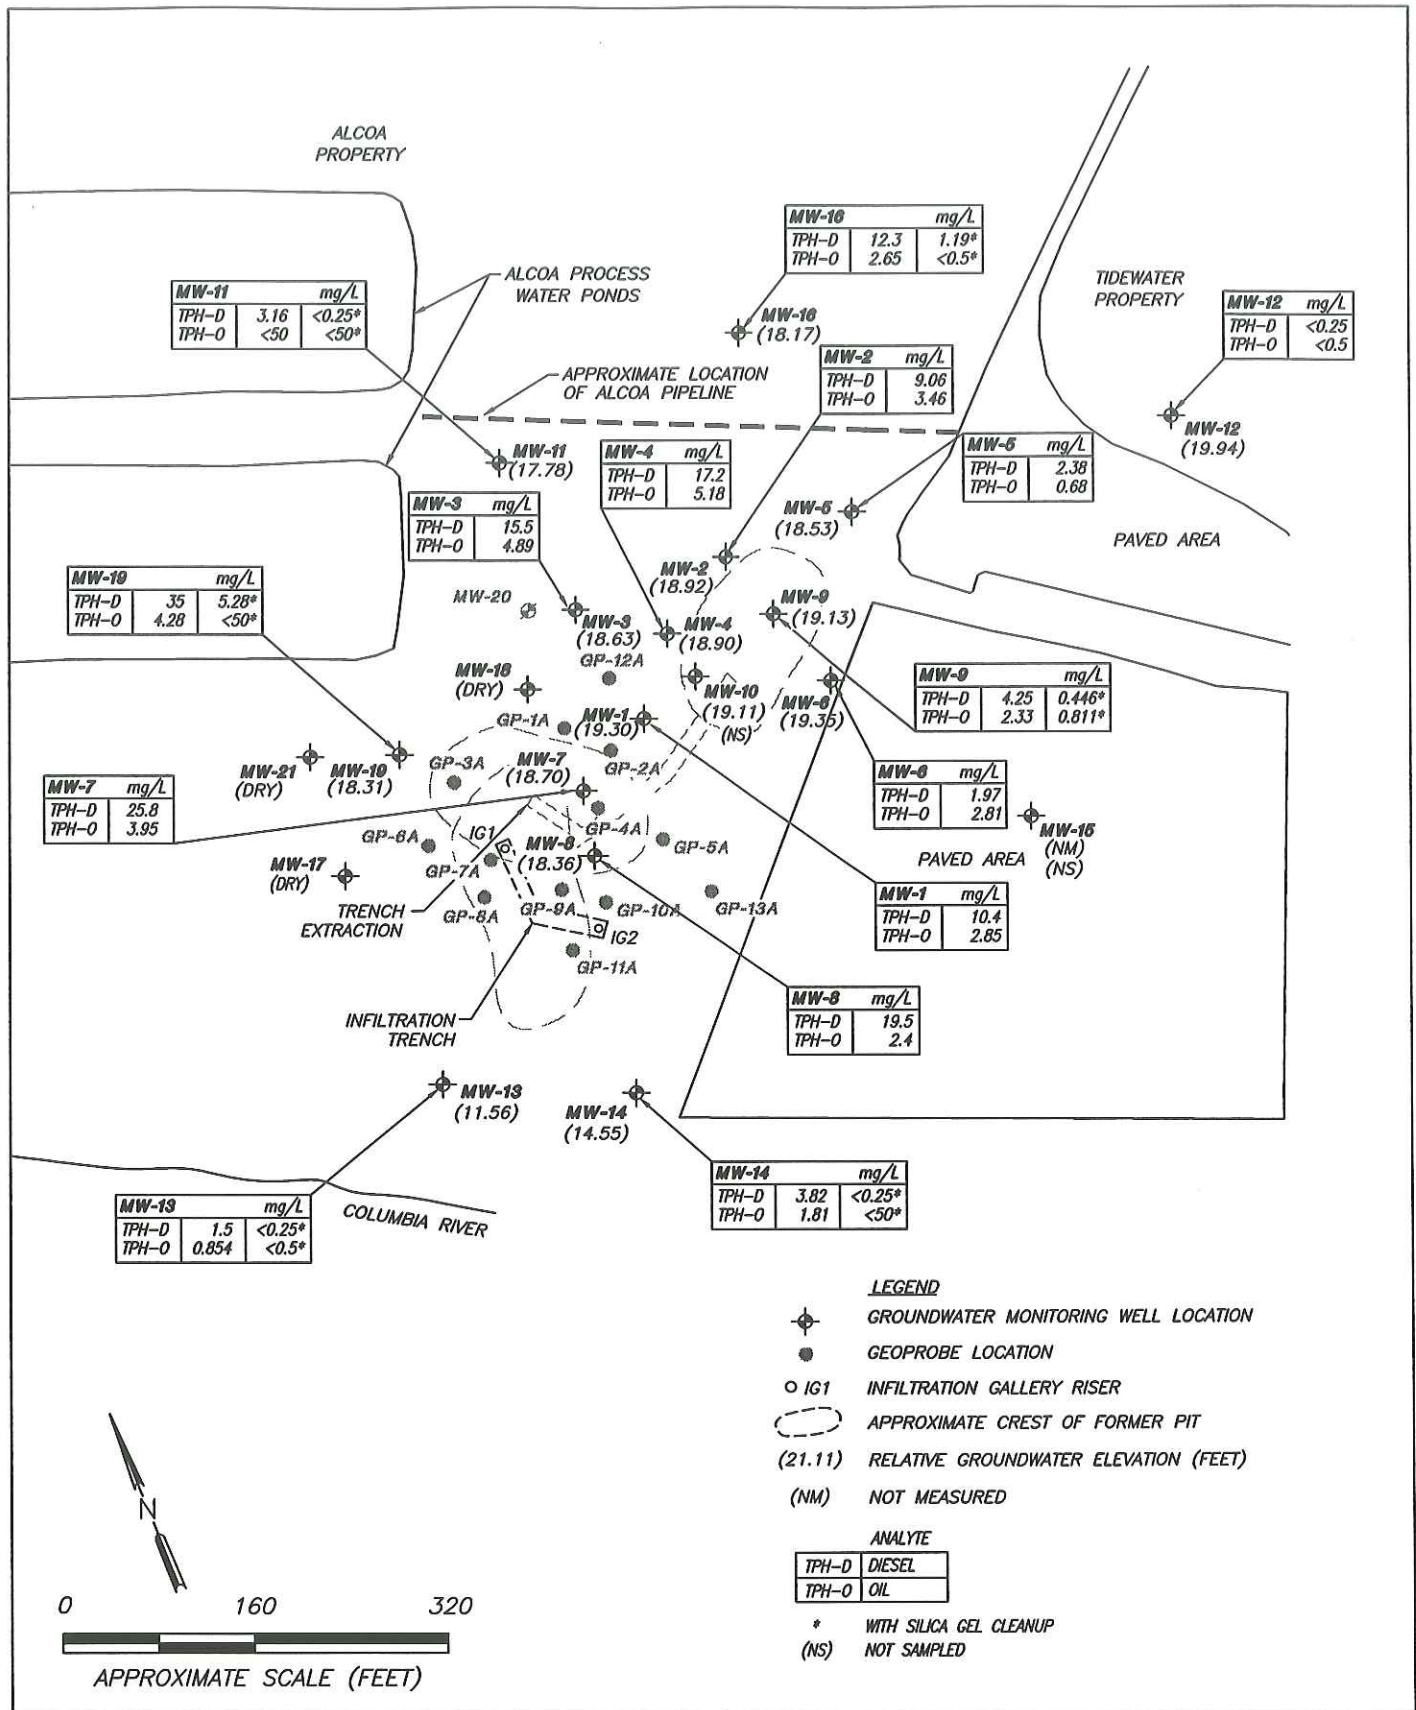 ALCOA
PROPERTY
MW-16 mg/L
TPH-D 12.3 1.19*
TPH-O 2.65 <0.5*
ALCOA PROCESS
WATER PONDS
TIDEWATER
PROPERTY
MW-11 mg/L
TPH-D 3.16 <0.25*
TPH-O <50 <50*
MW-12 mg/L
TPH-D <0.25
TPH-O <0.5
MW-16
(18.17)
MW-2 mg/L
TPH-D 9.06
TPH-O 3.46
APPROXIMATE LOCATION
OF ALCOA PIPELINE
MW-12
(19.94)
MW-11
(17.78)
MW-4 mg/L
TPH-D 17.2
TPH-O 5.18
MW-5 mg/L
TPH-D 2.38
TPH-O 0.68
MW-3 mg/L
TPH-D 15.5
TPH-O 4.89
MW-5
(18.53)
PAVED AREA
MW-2
(18.92)
MW-19 mg/L
TPH-D 35 5.28*
TPH-O 4.28 <50*
MW-20
MW-3
(18.63)
MW-4
(18.90)
MW-9
(19.13)
GP-12A
MW-18
(DRY)
MW-10
(19.11)
(NS)
MW-6
(19.35)
MW-9 mg/L
TPH-D 4.25 0.446*
TPH-O 2.33 0.811*
GP-1A
MW-1
(19.30)
GP-2A
MW-7
(18.70)
GP-3A
MW-21
(DRY)
MW-19
(18.31)
MW-7 mg/L
TPH-D 25.8
TPH-O 3.95
MW-6 mg/L
TPH-D 1.97
TPH-O 2.81
MW-15
(NM)
(NS)
GP-6A
IG1
MW-8
(18.36)
GP-4A
GP-5A
PAVED AREA
MW-17
(DRY)
GP-7A
TRENCH
EXTRACTION
GP-8A
GP-9A
GP-10A
GP-13A
MW-1 mg/L
TPH-D 10.4
TPH-O 2.85
IG2
GP-11A
INFILTRATION
TRENCH
MW-8 mg/L
TPH-D 19.5
TPH-O 2.4
MW-13
(11.56)
MW-14
(14.55)
MW-14 mg/L
TPH-D 3.82 <0.25*
TPH-O 1.81 <50*
MW-13 mg/L
TPH-D 1.5 <0.25*
TPH-O 0.854 <0.5*
COLUMBIA RIVER
LEGEND
GROUNDWATER MONITORING WELL LOCATION
GEOPROBE LOCATION
IG1 INFILTRATION GALLERY RISER
APPROXIMATE CREST OF FORMER PIT
(21.11) RELATIVE GROUNDWATER ELEVATION (FEET)
(NM) NOT MEASURED
ANALYTE
TPH-D DIESEL
TPH-O OIL
* WITH SILICA GEL CLEANUP
(NS) NOT SAMPLED
N
0 160 320
APPROXIMATE SCALE (FEET)